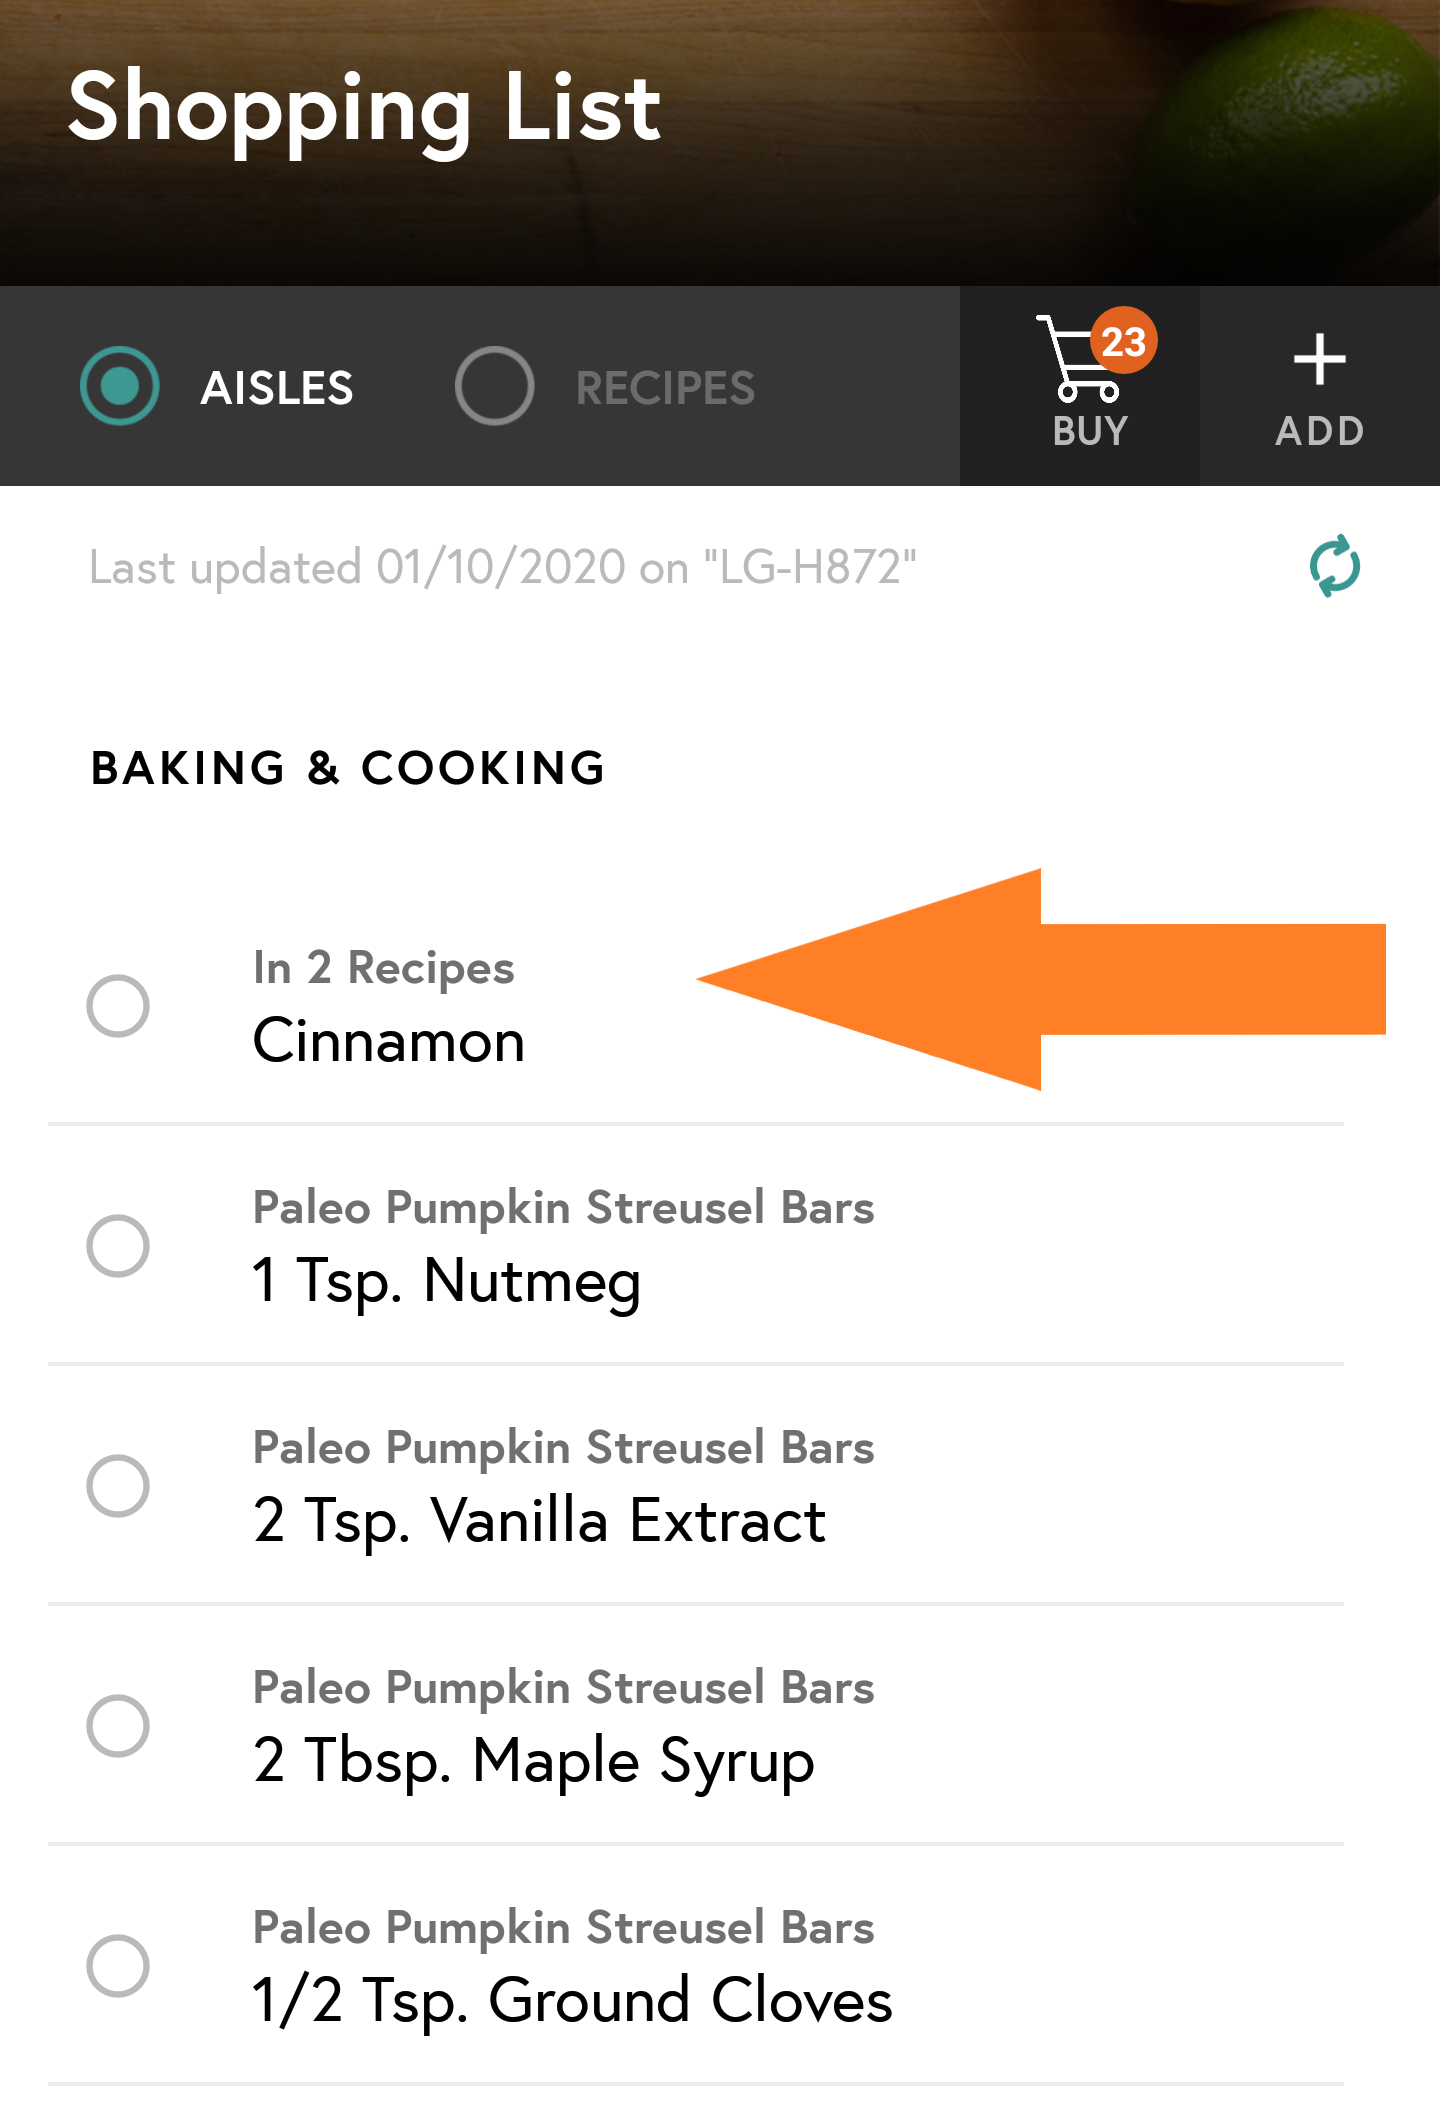 Shopping List
AISLES
RECIPES
23
BUY
ADD
Last updated 01/10/2020 on "LG-H872"
BAKING & COOKING
In 2 Recipes
Cinnamon
Paleo Pumpkin Streusel Bars
1 Tsp. Nutmeg
Paleo Pumpkin Streusel Bars
2 Tsp. Vanilla Extract
Paleo Pumpkin Streusel Bars
2 Tbsp. Maple Syrup
Paleo Pumpkin Streusel Bars
1/2 Tsp. Ground Cloves